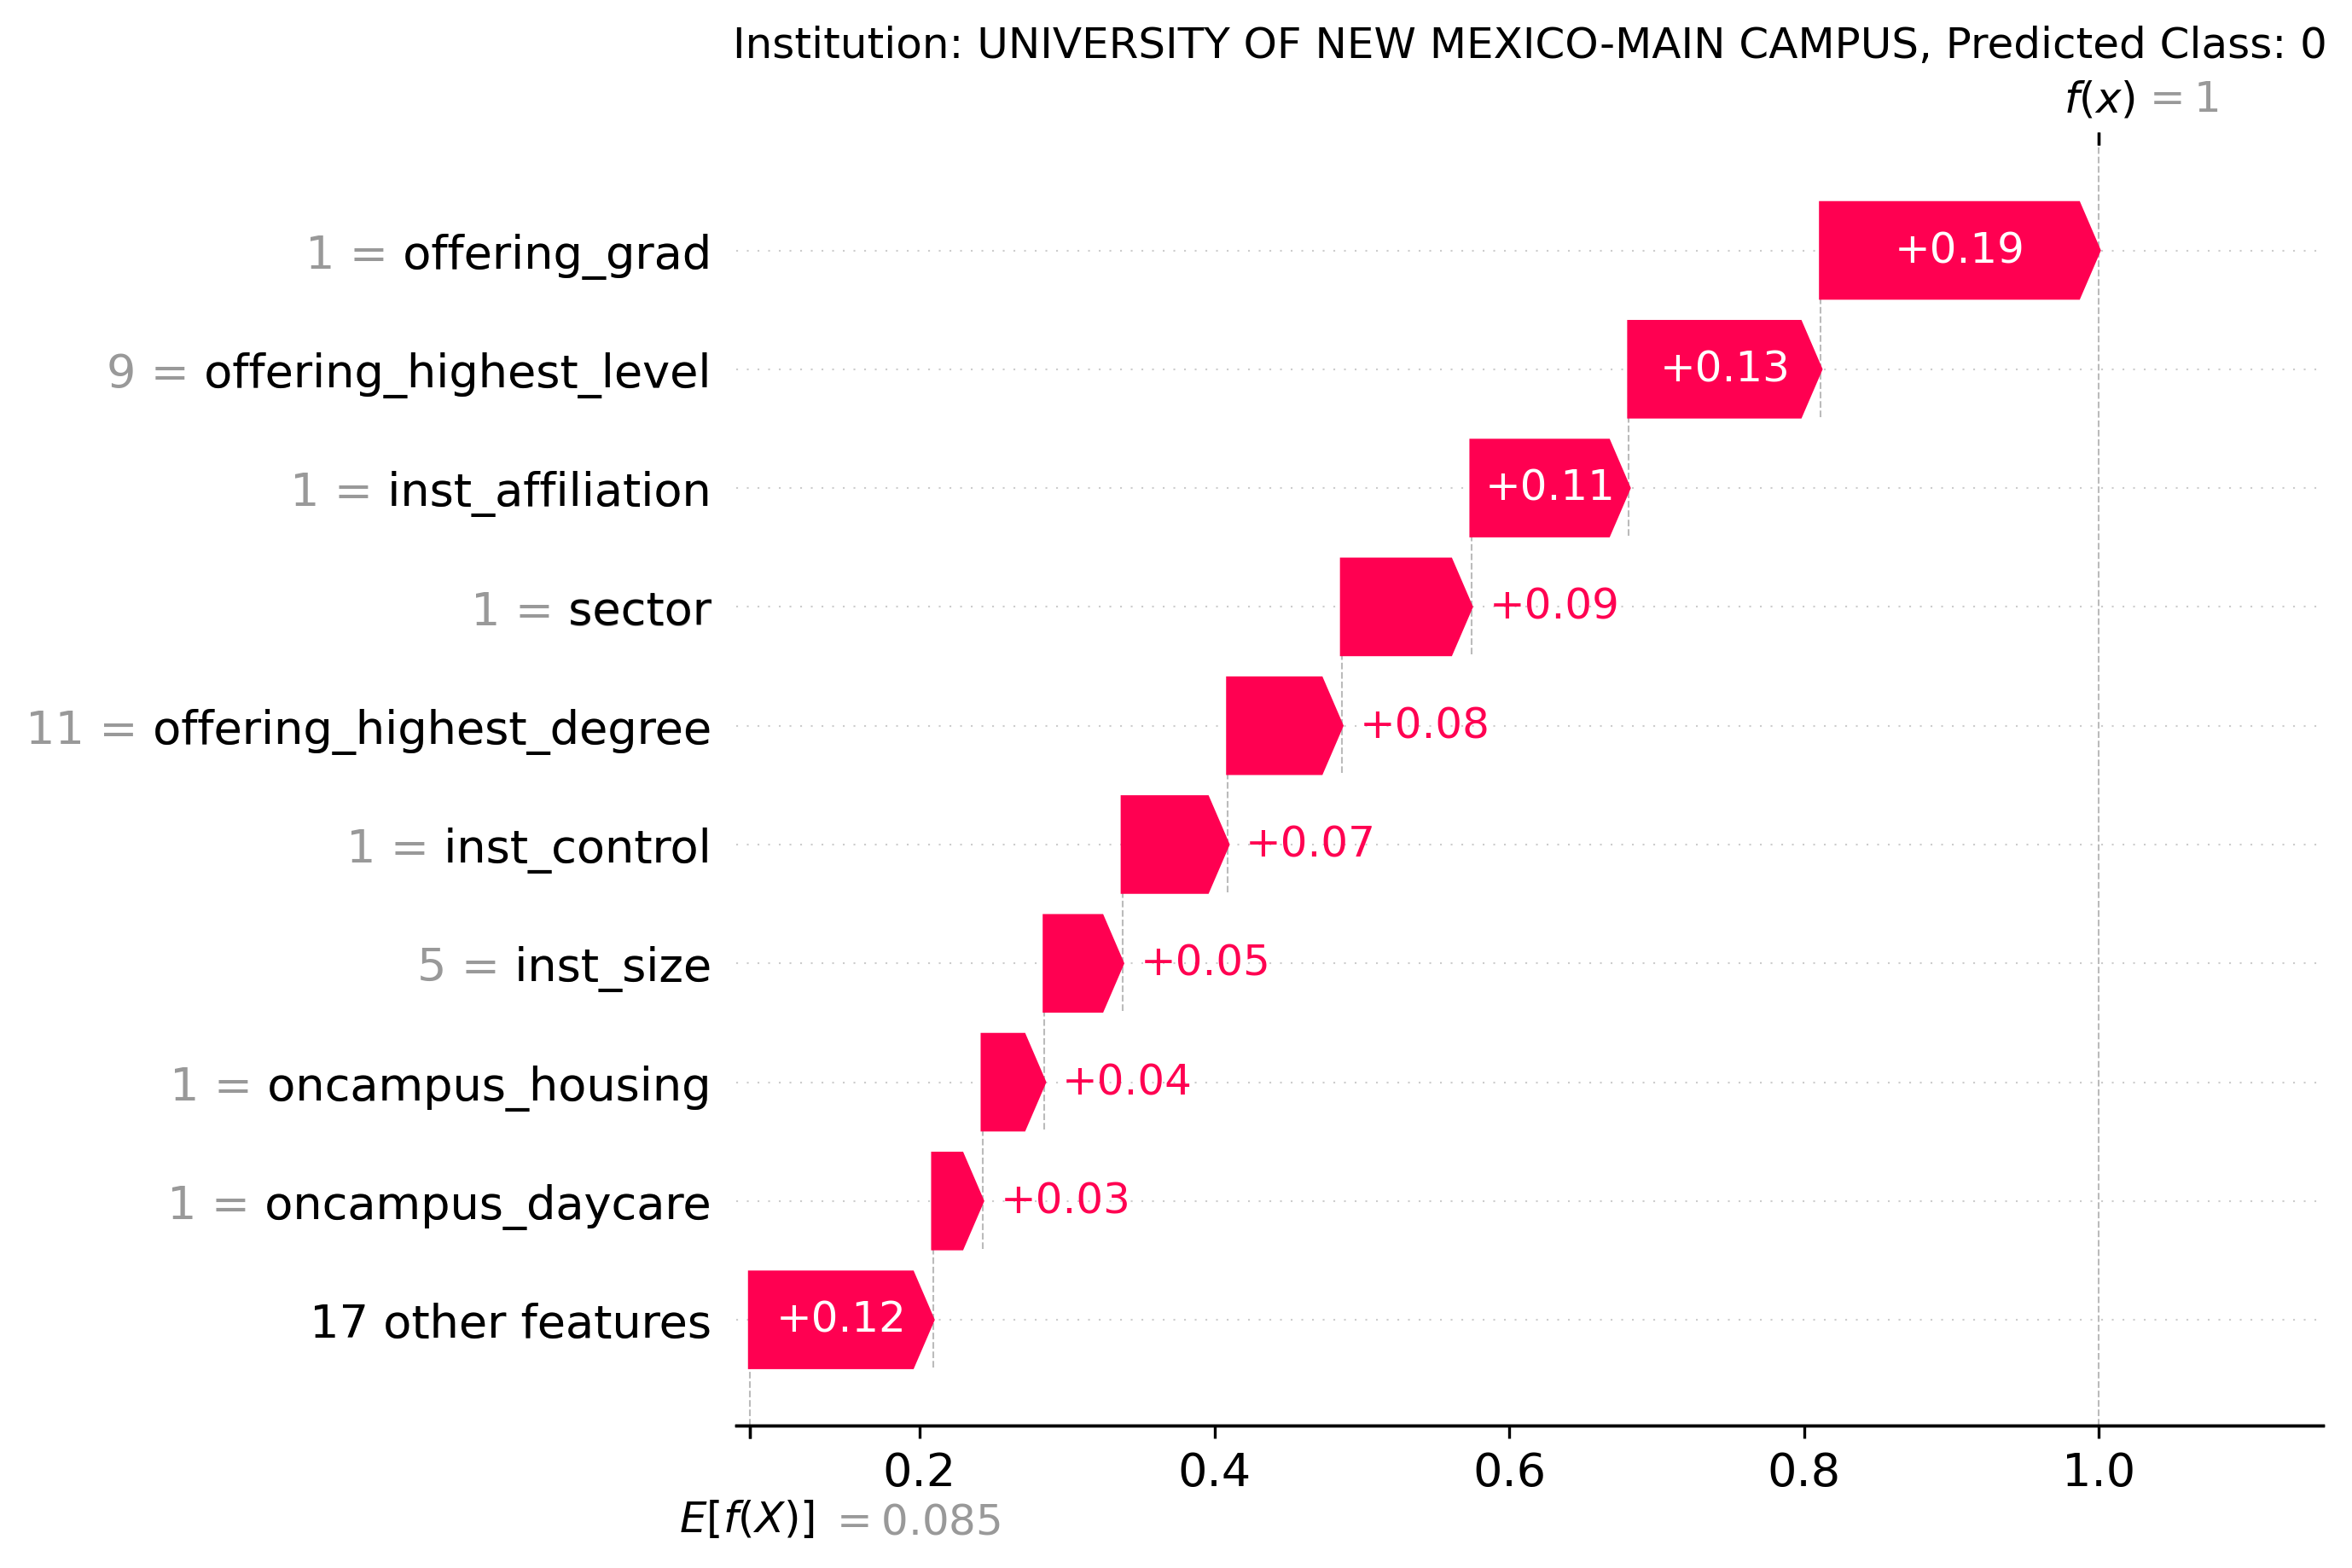 Institution: UNIVERSITY OF NEW MEXICO-MAIN CAMPUS, Predicted Class: 0
f(x) = 1
1 = offering_grad +0.19
9 = offering_highest_level +0.13
1 = inst_affiliation +0.11
1 = sector +0.09
11 = offering_highest_degree +0.08
1 = inst_control +0.07
5 = inst_size +0.05
1 = oncampus_housing +0.04
1 = oncampus_daycare +0.03
17 other features +0.12
0.2 0.4 0.6 0.8 1.0
E[f(X)] = 0.085